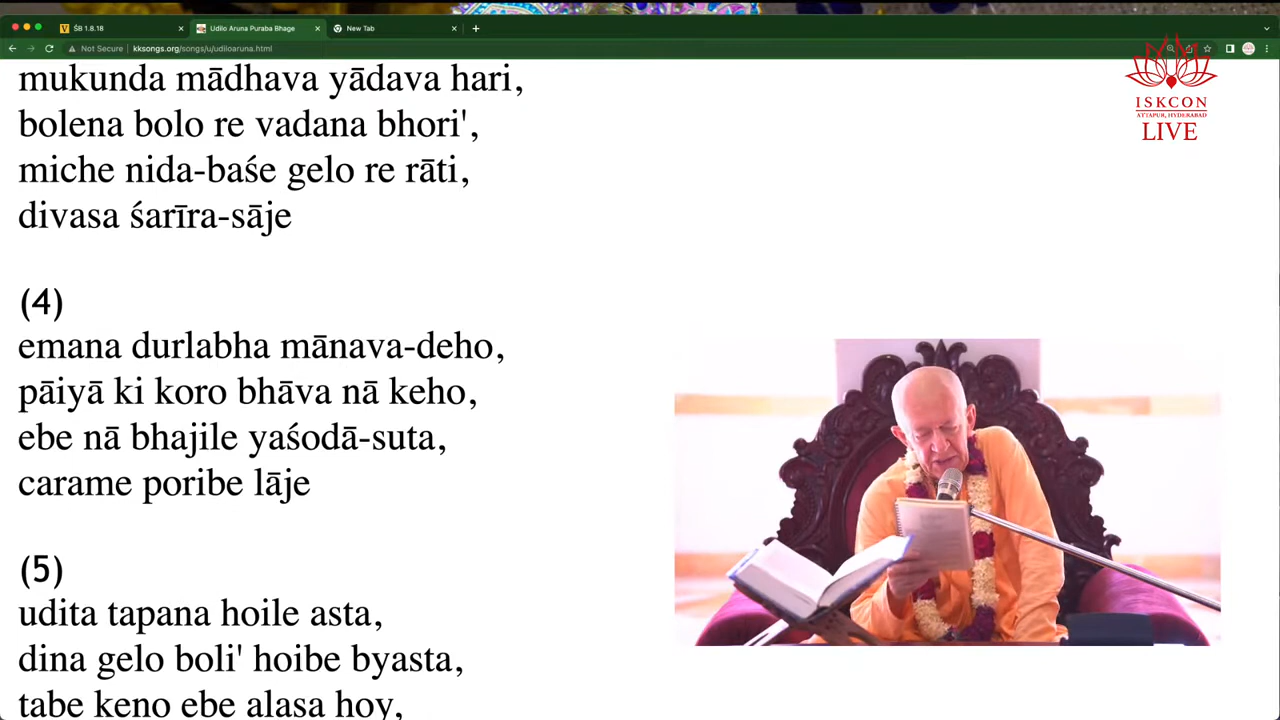 ŚB 1.8.18
Udilo Aruna Puraba Bhage
New Tab
Not Secure
kksongs.org/songs/u/udiloaruna.html
mukunda mādhava yādava hari,
bolena bolo re vadana bhori',
miche nida-baśe gelo re rāti,
divasa śarīra-sāje
(4)
emana durlabha mānava-deho,
pāiyā ki koro bhāva nā keho,
ebe nā bhajile yaśodā-suta,
carame poribe lāje
(5)
udita tapana hoile asta,
dina gelo boli' hoibe byasta,
tabe keno ebe alasa hoy,
ISKCON
ATTAPUR, HYDERABAD
LIVE